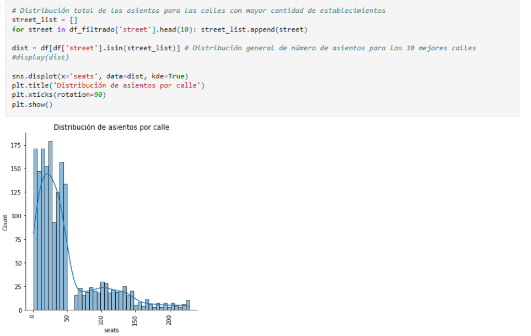 # Distribución total de los asientos para las calles con mayor cantidad de establecimientos
street_list = []
for street in df_filtrado['street'].head(10): street_list.append(street)
dist = df[df['street'].isin(street_list)] # Distribución general de número de asientos para las 10 mejores calles
#display(dist)
sns.displot(x='seats', data=dist, kde=True)
plt.title('Distribución de asientos por calle')
plt.xticks(rotation=90)
plt.show()
Distribución de asientos por calle
175
150
125
100
75
50
25
0
Count
0
50
100
150
200
seats